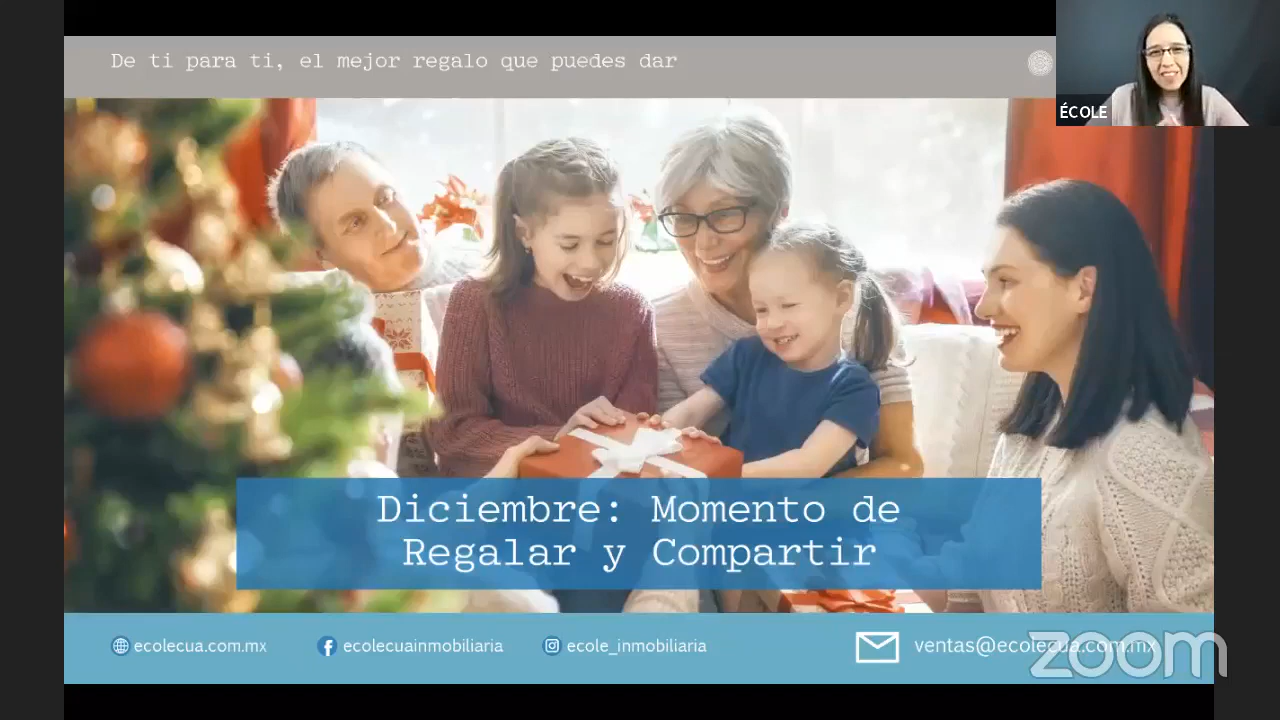 De ti para ti, el mejor regalo que puedes dar
ÉCOLE
Diciembre: Momento de
Regalar y Compartir
ecolecua.com.mx
ecolecuainmobiliaria
ecole_inmobiliaria
ventas@ecolecua.com.mx
zoom